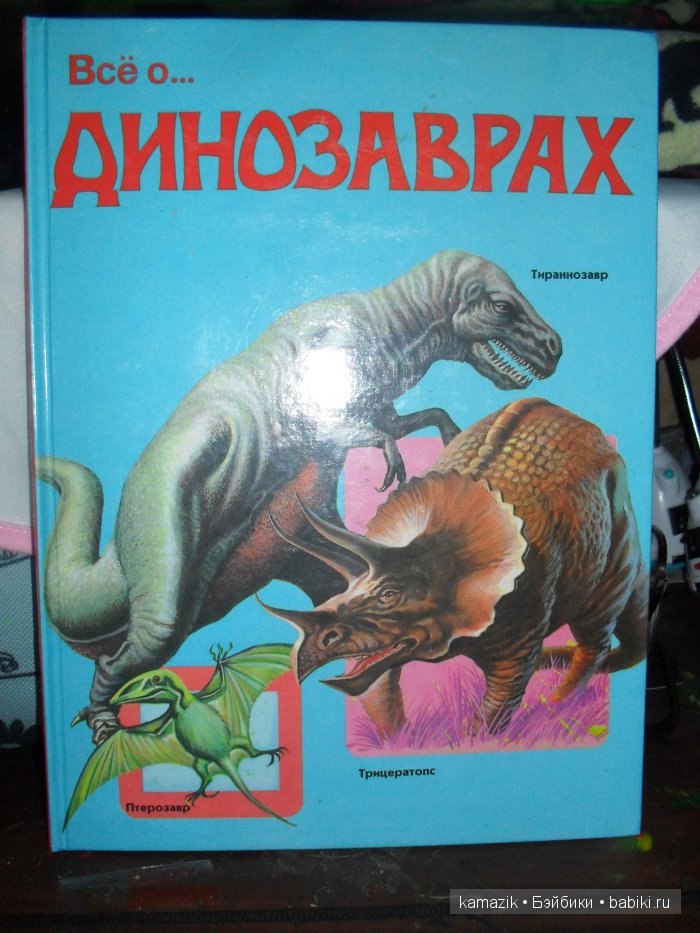 Всё о...
ДИНОЗАВРАХ
Тираннозавр
Трицератопс
Птерозавр
kamazik • Бэйбики • babiki.ru